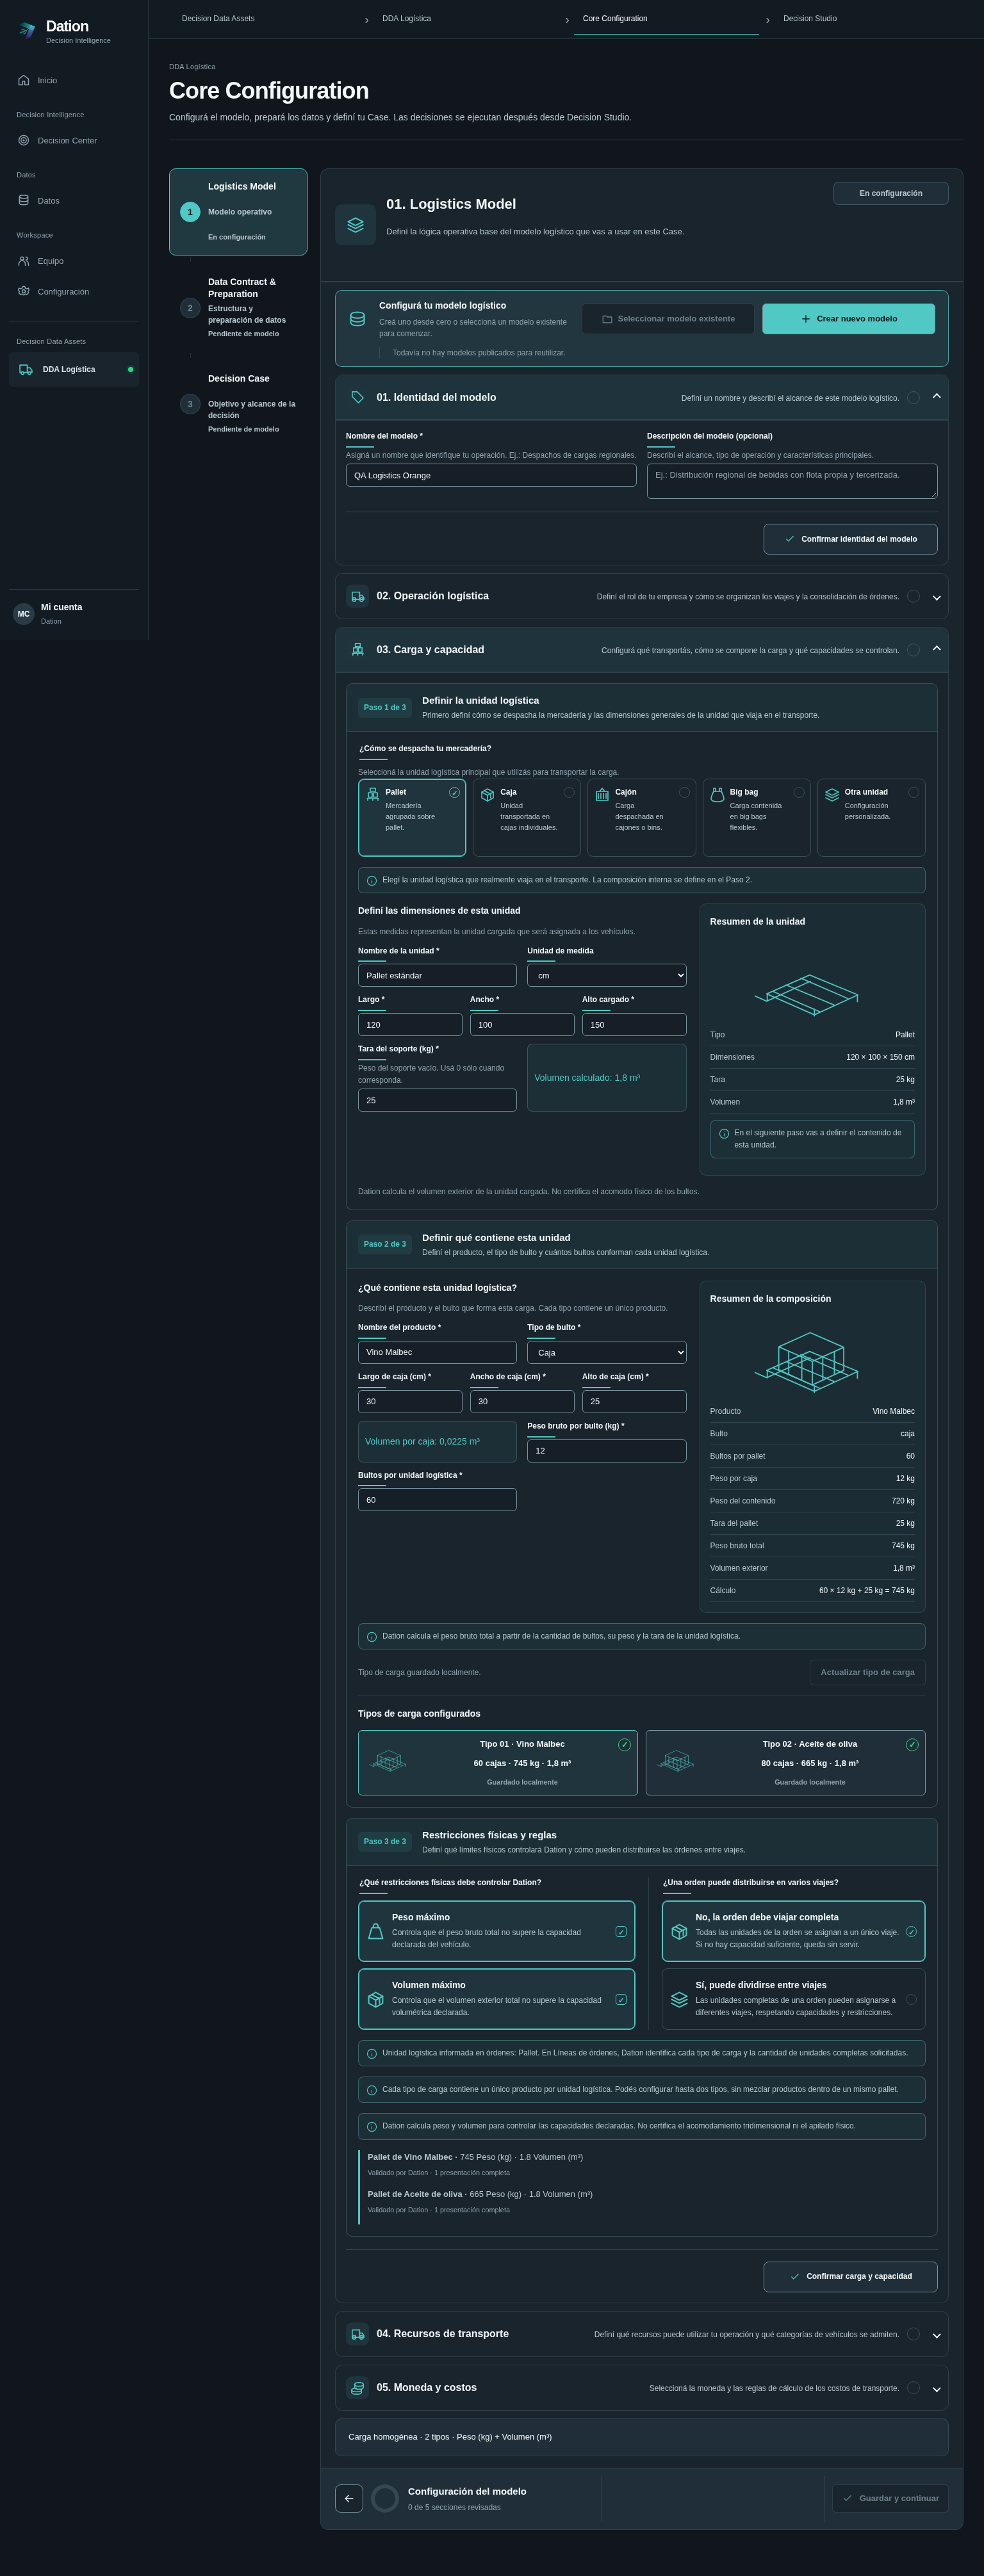 Dation
Decision Intelligence
Inicio
Decision Intelligence
Decision Center
Datos
Datos
Workspace
Equipo
Configuración
Decision Data Assets
DDA Logística
MC
Mi cuenta
Dation
Decision Data Assets
DDA Logística
Core Configuration
Decision Studio
DDA Logística
Core Configuration
Configurá el modelo, prepará los datos y definí tu Case. Las decisiones se ejecutan después desde Decision Studio.
Logistics Model
1
Modelo operativo
En configuración
Data Contract &
Preparation
2
Estructura y
preparación de datos
Pendiente de modelo
Decision Case
3
Objetivo y alcance de la
decisión
Pendiente de modelo
En configuración
01. Logistics Model
Definí la lógica operativa base del modelo logístico que vas a usar en este Case.
Configurá tu modelo logístico
Creá uno desde cero o seleccioná un modelo existente
para comenzar.
Todavía no hay modelos publicados para reutilizar.
Seleccionar modelo existente
Crear nuevo modelo
01. Identidad del modelo
Definí un nombre y describí el alcance de este modelo logístico.
Nombre del modelo *
Asigná un nombre que identifique tu operación. Ej.: Despachos de cargas regionales.
QA Logistics Orange
Descripción del modelo (opcional)
Describí el alcance, tipo de operación y características principales.
Ej.: Distribución regional de bebidas con flota propia y tercerizada.
Confirmar identidad del modelo
02. Operación logística
Definí el rol de tu empresa y cómo se organizan los viajes y la consolidación de órdenes.
03. Carga y capacidad
Configurá qué transportás, cómo se compone la carga y qué capacidades se controlan.
Paso 1 de 3
Definir la unidad logística
Primero definí cómo se despacha la mercadería y las dimensiones generales de la unidad que viaja en el transporte.
¿Cómo se despacha tu mercadería?
Seleccioná la unidad logística principal que utilizás para transportar la carga.
Pallet
Mercadería
agrupada sobre
pallet.
Caja
Unidad
transportada en
cajas individuales.
Cajón
Carga
despachada en
cajones o bins.
Big bag
Carga contenida
en big bags
flexibles.
Otra unidad
Configuración
personalizada.
Elegí la unidad logística que realmente viaja en el transporte. La composición interna se define en el Paso 2.
Definí las dimensiones de esta unidad
Estas medidas representan la unidad cargada que será asignada a los vehículos.
Nombre de la unidad *
Pallet estándar
Unidad de medida
cm
Largo *
120
Ancho *
100
Alto cargado *
150
Tara del soporte (kg) *
Peso del soporte vacío. Usá 0 sólo cuando
corresponda.
25
Volumen calculado: 1,8 m³
Resumen de la unidad
Tipo Pallet
Dimensiones 120 × 100 × 150 cm
Tara 25 kg
Volumen 1,8 m³
En el siguiente paso vas a definir el contenido de
esta unidad.
Dation calcula el volumen exterior de la unidad cargada. No certifica el acomodo físico de los bultos.
Paso 2 de 3
Definir qué contiene esta unidad
Definí el producto, el tipo de bulto y cuántos bultos conforman cada unidad logística.
¿Qué contiene esta unidad logística?
Describí el producto y el bulto que forma esta carga. Cada tipo contiene un único producto.
Nombre del producto *
Vino Malbec
Tipo de bulto *
Caja
Largo de caja (cm) *
30
Ancho de caja (cm) *
30
Alto de caja (cm) *
25
Volumen por caja: 0,0225 m³
Peso bruto por bulto (kg) *
12
Bultos por unidad logística *
60
Resumen de la composición
Producto Vino Malbec
Bulto caja
Bultos por pallet 60
Peso por caja 12 kg
Peso del contenido 720 kg
Tara del pallet 25 kg
Peso bruto total 745 kg
Volumen exterior 1,8 m³
Cálculo 60 × 12 kg + 25 kg = 745 kg
Dation calcula el peso bruto total a partir de la cantidad de bultos, su peso y la tara de la unidad logística.
Tipo de carga guardado localmente.
Actualizar tipo de carga
Tipos de carga configurados
Tipo 01 · Vino Malbec
60 cajas · 745 kg · 1,8 m³
Guardado localmente
Tipo 02 · Aceite de oliva
80 cajas · 665 kg · 1,8 m³
Guardado localmente
Paso 3 de 3
Restricciones físicas y reglas
Definí qué límites físicos controlará Dation y cómo pueden distribuirse las órdenes entre viajes.
¿Qué restricciones físicas debe controlar Dation?
Peso máximo
Controla que el peso bruto total no supere la capacidad
declarada del vehículo.
Volumen máximo
Controla que el volumen exterior total no supere la capacidad
volumétrica declarada.
¿Una orden puede distribuirse en varios viajes?
No, la orden debe viajar completa
Todas las unidades de la orden se asignan a un único viaje.
Si no hay capacidad suficiente, queda sin servir.
Sí, puede dividirse entre viajes
Las unidades completas de una orden pueden asignarse a
diferentes viajes, respetando capacidades y restricciones.
Unidad logística informada en órdenes: Pallet. En Líneas de órdenes, Dation identifica cada tipo de carga y la cantidad de unidades completas solicitadas.
Cada tipo de carga contiene un único producto por unidad logística. Podés configurar hasta dos tipos, sin mezclar productos dentro de un mismo pallet.
Dation calcula peso y volumen para controlar las capacidades declaradas. No certifica el acomodamiento tridimensional ni el apilado físico.
Pallet de Vino Malbec · 745 Peso (kg) · 1.8 Volumen (m³)
Validado por Dation · 1 presentación completa
Pallet de Aceite de oliva · 665 Peso (kg) · 1.8 Volumen (m³)
Validado por Dation · 1 presentación completa
Confirmar carga y capacidad
04. Recursos de transporte
Definí qué recursos puede utilizar tu operación y qué categorías de vehículos se admiten.
05. Moneda y costos
Seleccioná la moneda y las reglas de cálculo de los costos de transporte.
Carga homogénea · 2 tipos · Peso (kg) + Volumen (m³)
Configuración del modelo
0 de 5 secciones revisadas
Guardar y continuar